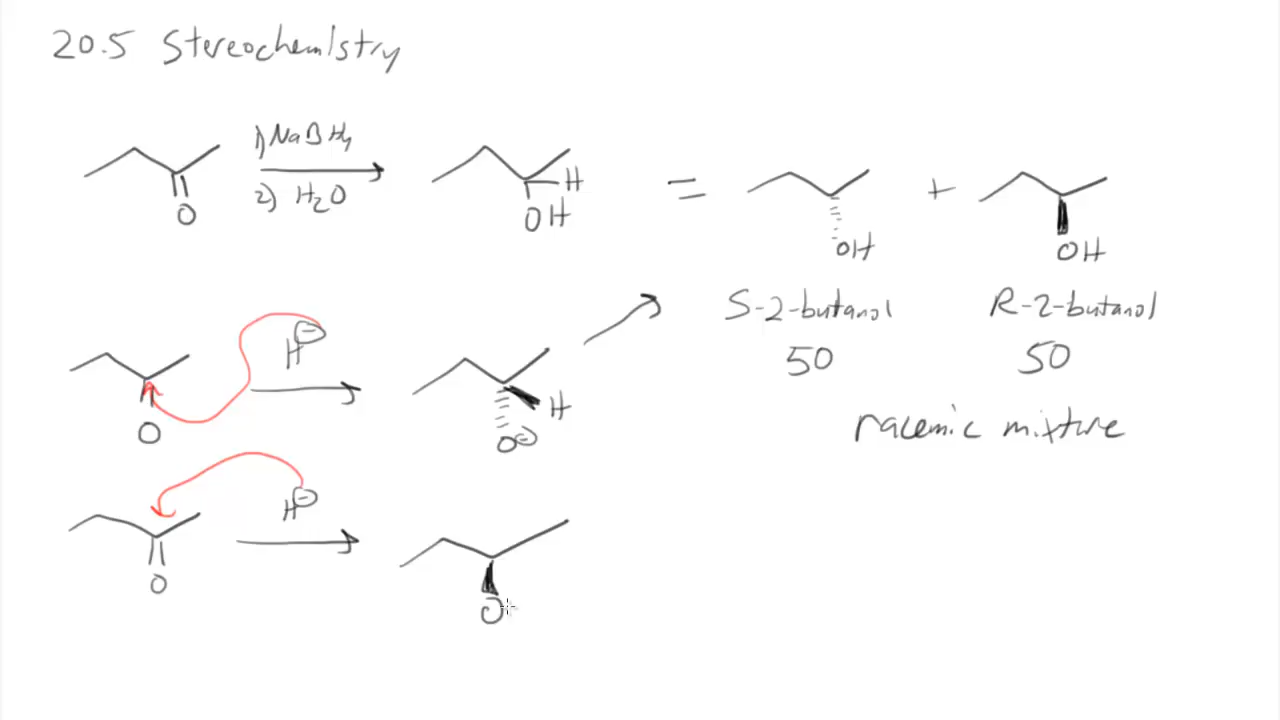 20.5 Stereochemistry
1) NaBH4
2) H2O
O
H
OH
=
OH
+
OH
S-2-butanol
R-2-butanol
50
50
racemic mixture
H⊖
O
H
O⊖
H⊖
O
O